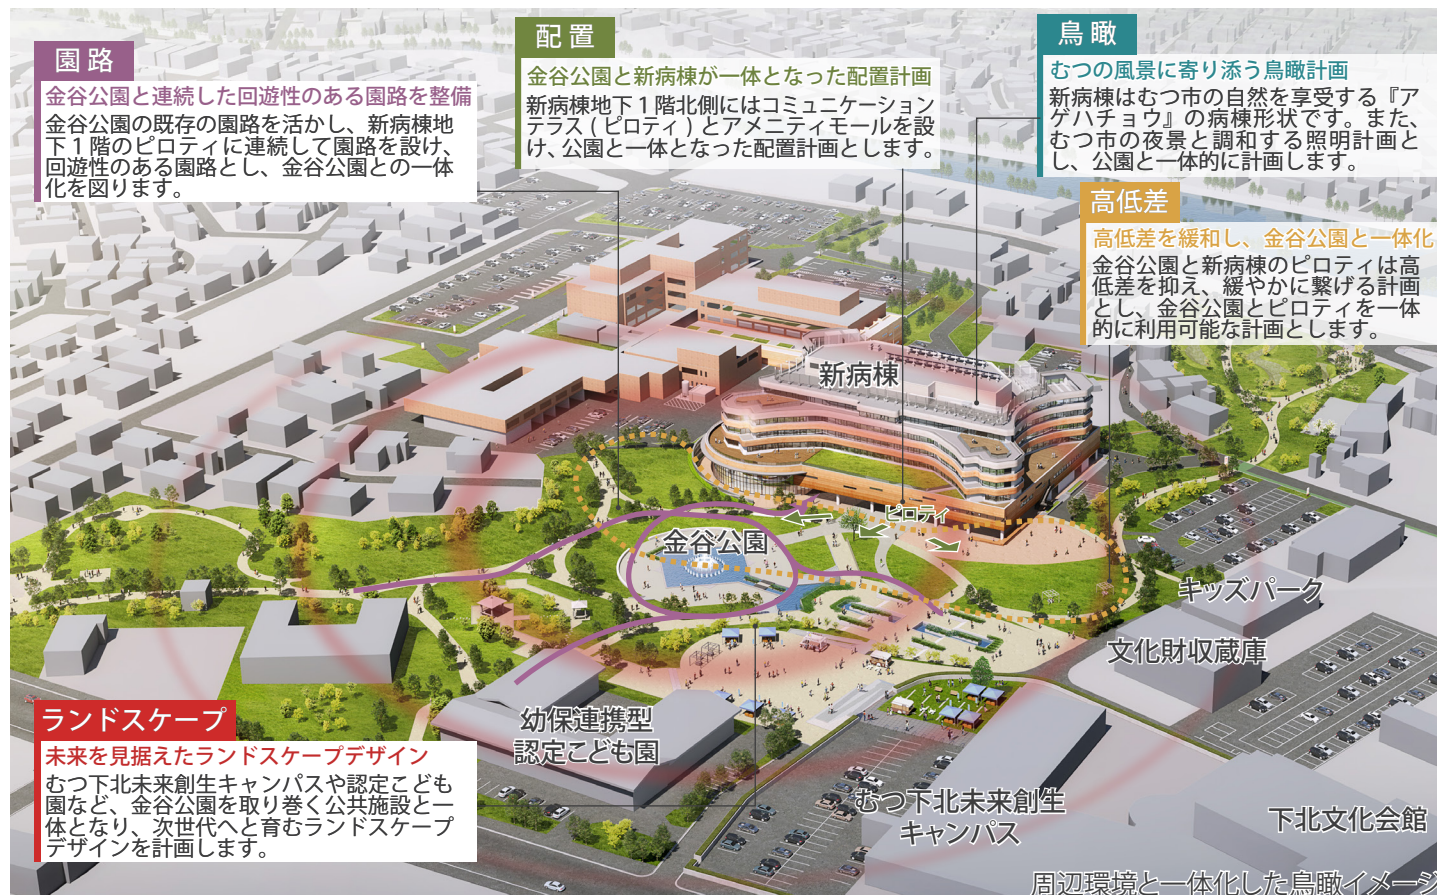 園路
金谷公園と連続した回遊性のある園路を整備
金谷公園の既存の園路を活かし、新病棟地
下1階のピロティに連続して園路を設け、
回遊性のある園路とし、金谷公園との一体
化を図ります。
配置
金谷公園と新病棟が一体となった配置計画
新病棟地下1階北側にはコミュニケーション
テラス(ピロティ)とアメニティモールを設
け、公園と一体となった配置計画とします。
鳥瞰
むつの風景に寄り添う鳥瞰計画
新病棟はむつ市の自然を享受する『ア
ゲハチョウ』の病棟形状です。また、
むつ市の夜景と調和する照明計画と
し、公園と一体的に計画します。
高低差
高低差を緩和し、金谷公園と一体化
金谷公園と新病棟のピロティは高
低差を抑え、緩やかに繋げる計画
とし、金谷公園とピロティを一体
的に利用可能な計画とします。
新病棟
ピロティ
金谷公園
キッズパーク
文化財収蔵庫
幼保連携型
認定こども園
むつ下北未来創生
キャンパス
下北文化会館
ランドスケープ
未来を見据えたランドスケープデザイン
むつ下北未来創生キャンパスや認定こども
園など、金谷公園を取り巻く公共施設と一
体となり、次世代へと育むランドスケープ
デザインを計画します。
周辺環境と一体化した鳥瞰イメージ